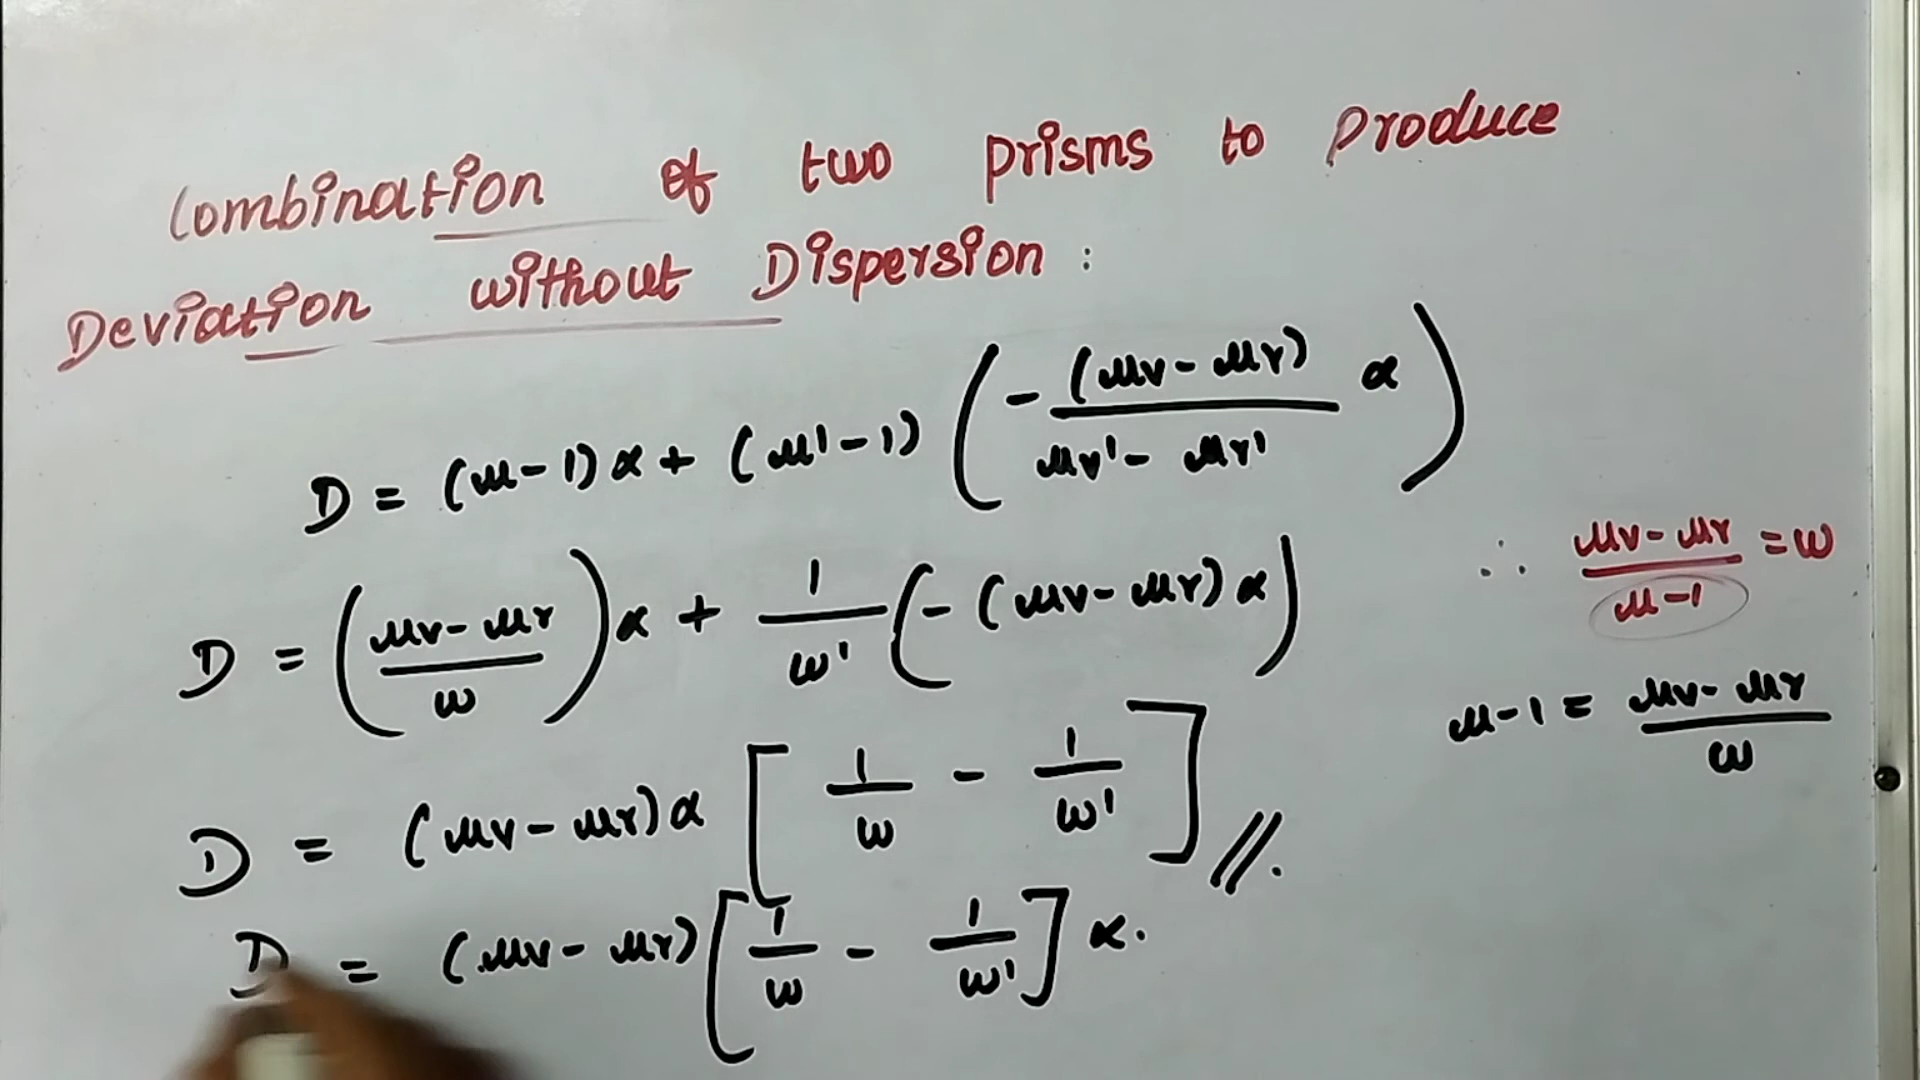 Combination of two prisms to produce
Deviation without Dispersion :
D = (μ-1)α + (μ'-1) ( - (μv - μr) / (μv' - μr') α )
D = ( (μv - μr) / ω ) α + 1/ω' ( - (μv - μr) α )
∴ (μv - μr) / (μ-1) = ω
μ-1 = (μv - μr) / ω
D = (μv - μr) α [ 1/ω - 1/ω' ] //.
D = (μv - μr) [ 1/ω - 1/ω' ] α.